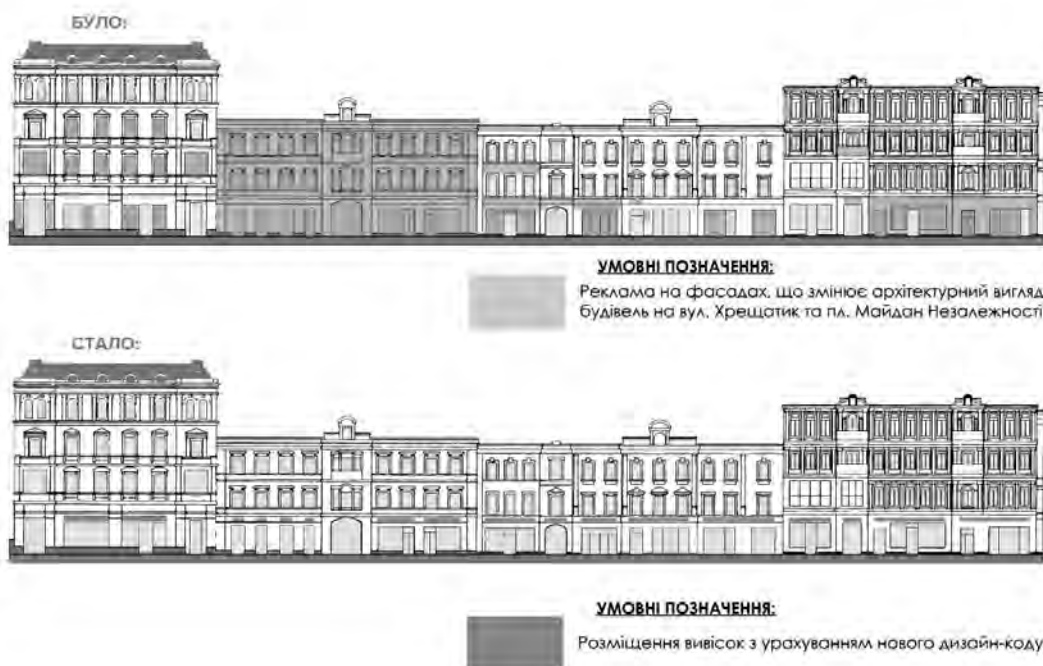 БУЛО:
УМОВНІ ПОЗНАЧЕННЯ:
Реклама на фасадах, що змінює архітектурний вигляд
будівель на вул. Хрещатик та пл. Майдан Незалежності
СТАЛО:
УМОВНІ ПОЗНАЧЕННЯ:
Розміщення вивісок з урахуванням нового дизайн-коду